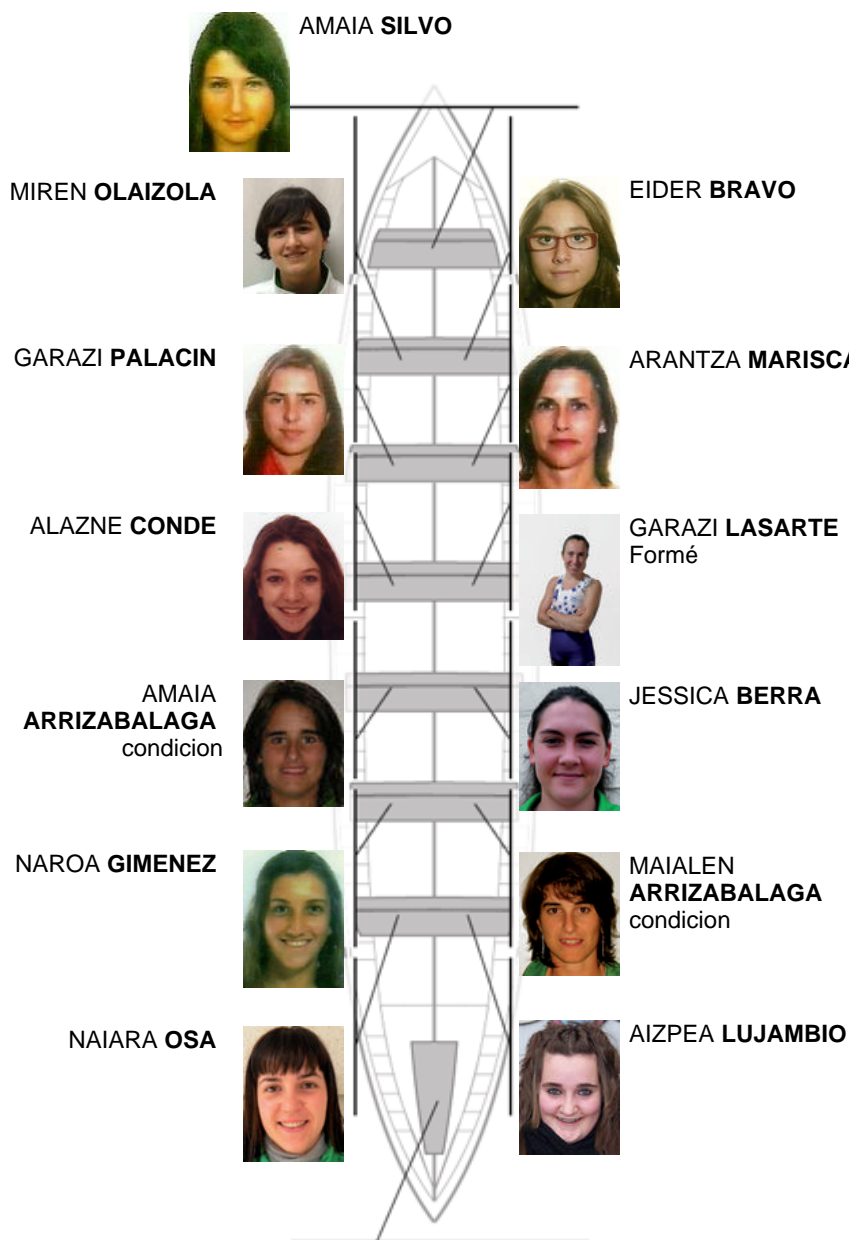 AMAIA SILVO
MIREN OLAIZOLA
EIDER BRAVO
GARAZI PALACIN
ARANTZA MARISCA
ALAZNE CONDE
GARAZI LASARTE
Formé
AMAIA
ARRIZABALAGA
condicion
JESSICA BERRA
NAROA GIMENEZ
MAIALEN
ARRIZABALAGA
condicion
NAIARA OSA
AIZPEA LUJAMBIO